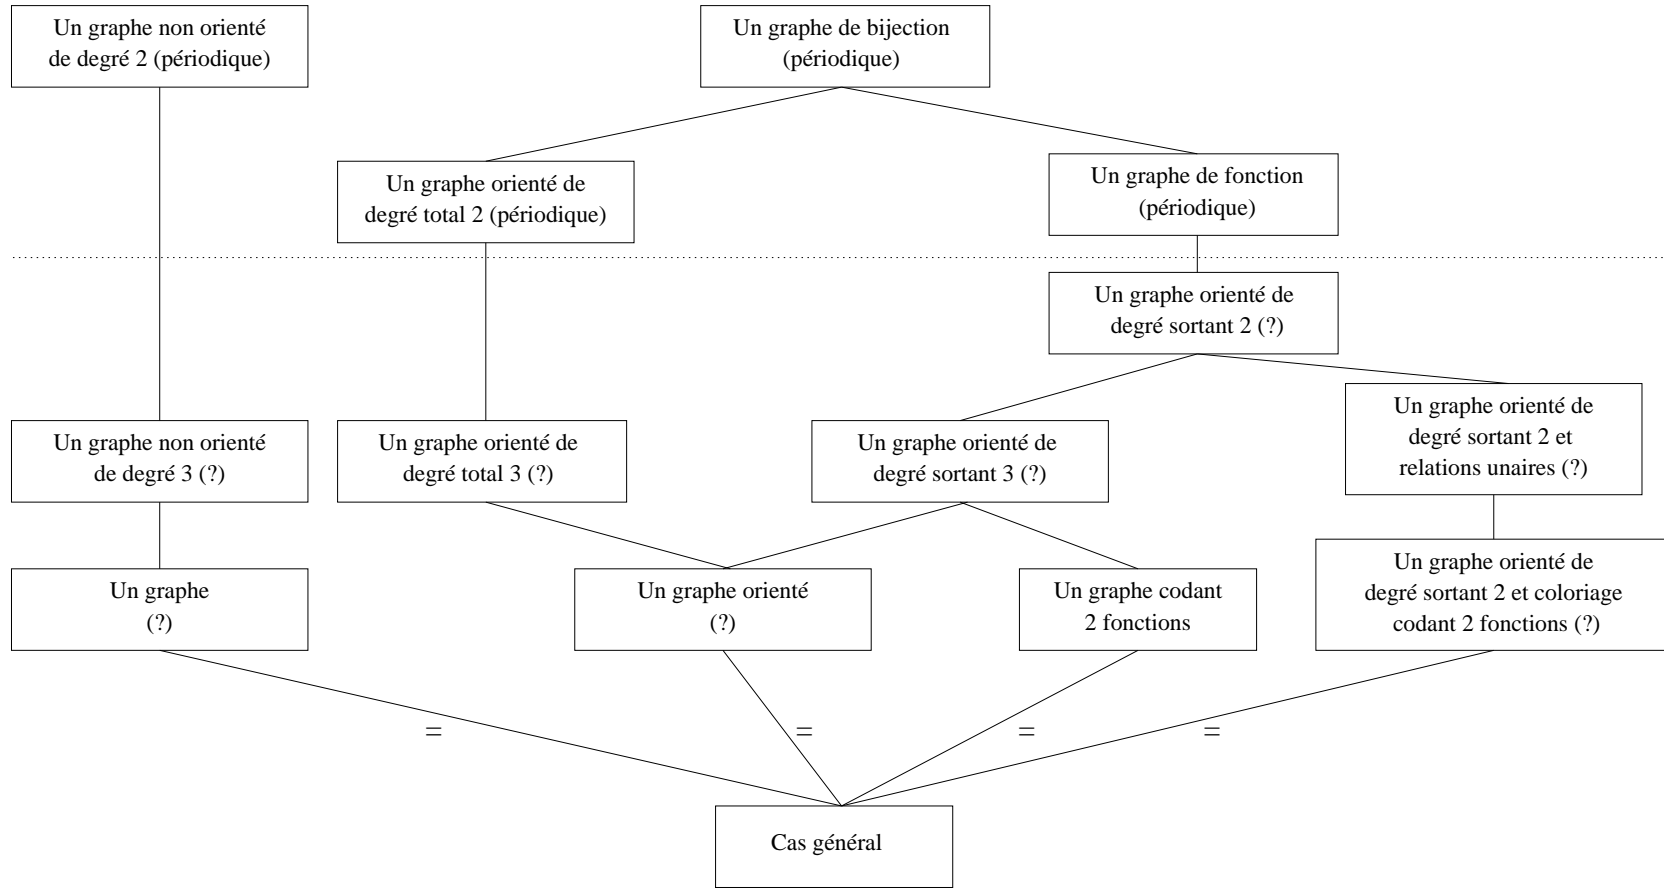 Un graphe non orienté
de degré 2 (périodique)
Un graphe de bijection
(périodique)
Un graphe orienté de
degré total 2 (périodique)
Un graphe de fonction
(périodique)
Un graphe orienté de
degré sortant 2 (?)
Un graphe non orienté
de degré 3 (?)
Un graphe orienté de
degré total 3 (?)
Un graphe orienté de
degré sortant 3 (?)
Un graphe orienté de
degré sortant 2 et
relations unaires (?)
Un graphe
(?)
Un graphe orienté
(?)
Un graphe codant
2 fonctions
Un graphe orienté de
degré sortant 2 et coloriage
codant 2 fonctions (?)
= = = =
Cas général